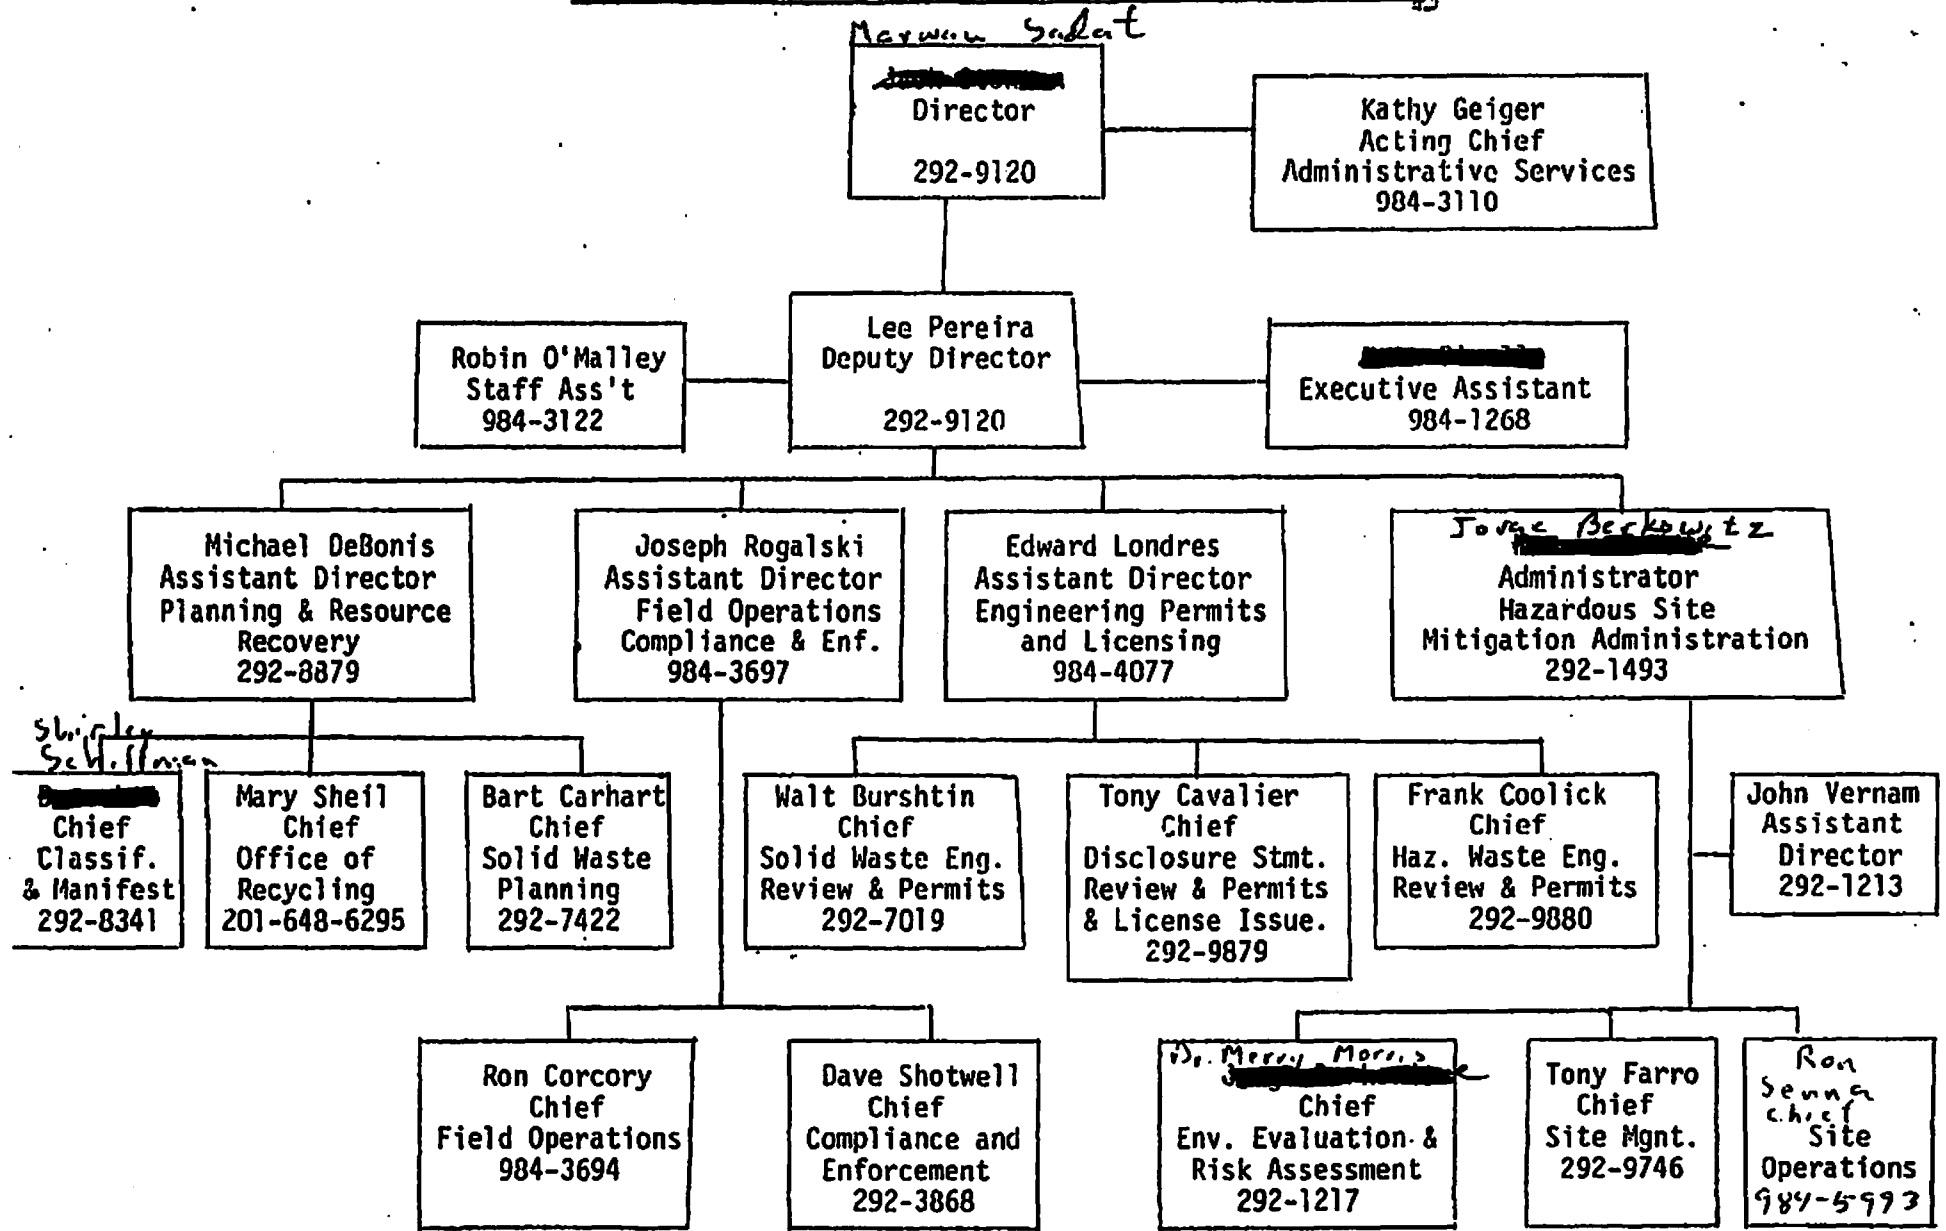 Marwan Sadat
Director
292-9120
Kathy Geiger
Acting Chief
Administrative Services
984-3110
Lee Pereira
Deputy Director
292-9120
Robin O'Malley
Staff Ass't
984-3122
Executive Assistant
984-1268
Michael DeBonis
Assistant Director
Planning & Resource
Recovery
292-8879
Joseph Rogalski
Assistant Director
Field Operations
Compliance & Enf.
984-3697
Edward Londres
Assistant Director
Engineering Permits
and Licensing
984-4077
Jorge Berkowitz
Administrator
Hazardous Site
Mitigation Administration
292-1493
Shirley
Schiffman
Chief
Classif.
& Manifest
292-8341
Mary Sheil
Chief
Office of
Recycling
201-648-6295
Bart Carhart
Chief
Solid Waste
Planning
292-7422
Walt Burshtin
Chief
Solid Waste Eng.
Review & Permits
292-7019
Tony Cavalier
Chief
Disclosure Stmt.
Review & Permits
& License Issue.
292-9879
Frank Coolick
Chief
Haz. Waste Eng.
Review & Permits
292-9880
John Vernam
Assistant
Director
292-1213
Ron Corcory
Chief
Field Operations
984-3694
Dave Shotwell
Chief
Compliance and
Enforcement
292-3868
Dr. Merry Morris
Chief
Env. Evaluation &
Risk Assessment
292-1217
Tony Farro
Chief
Site Mgnt.
292-9746
Ron
Senna
Chief
Site
Operations
984-5993